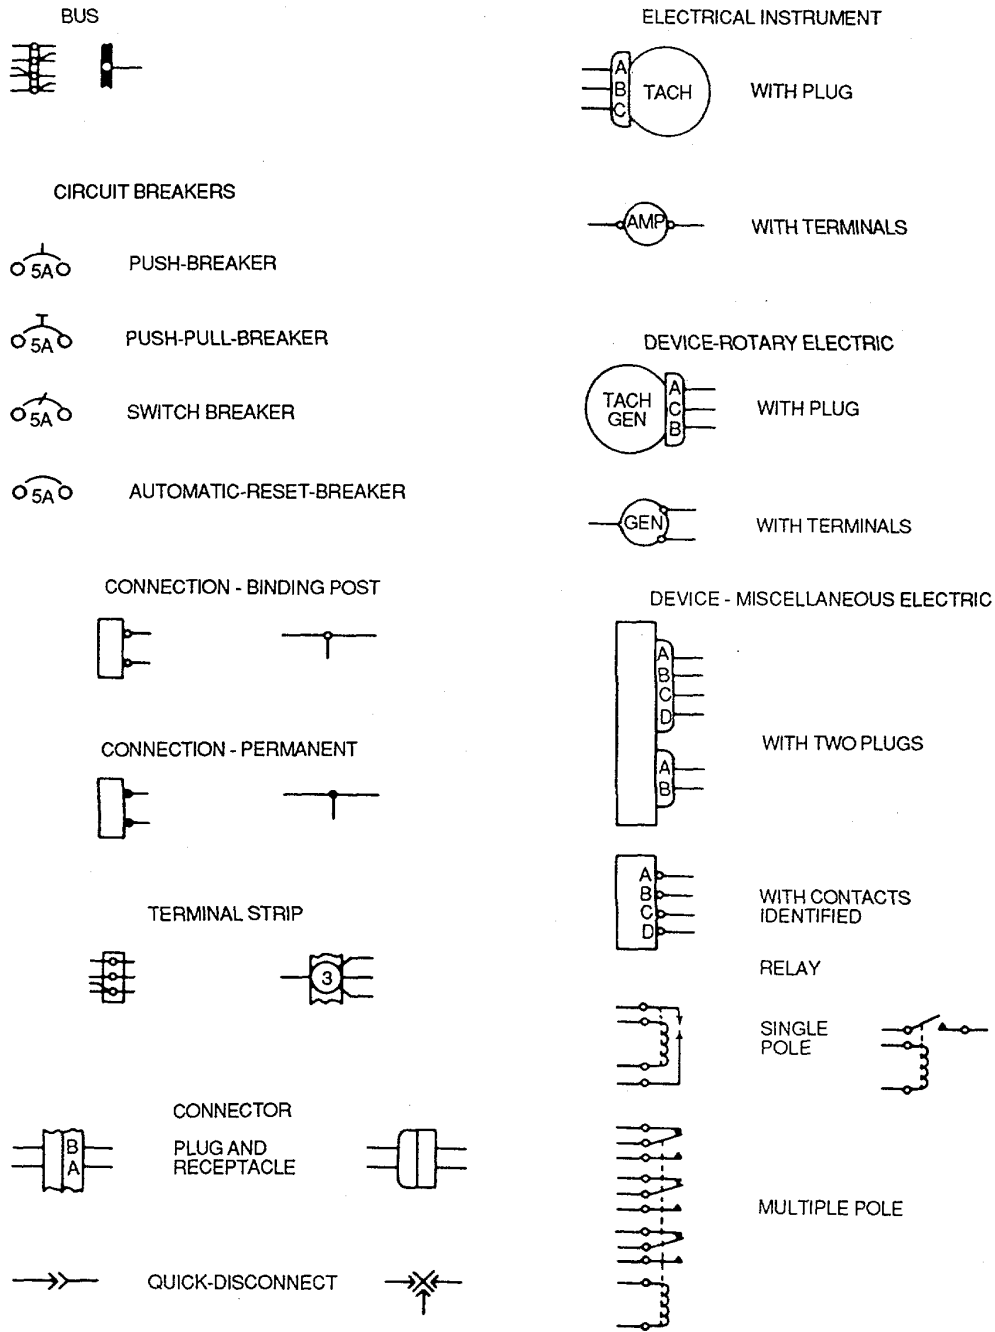 BUS
CIRCUIT BREAKERS
5A
PUSH-BREAKER
5A
PUSH-PULL-BREAKER
5A
SWITCH BREAKER
5A
AUTOMATIC-RESET-BREAKER
CONNECTION - BINDING POST
CONNECTION - PERMANENT
TERMINAL STRIP
3
CONNECTOR
B
A
PLUG AND
RECEPTACLE
QUICK-DISCONNECT
ELECTRICAL INSTRUMENT
A
B
C
TACH
WITH PLUG
AMP
WITH TERMINALS
DEVICE-ROTARY ELECTRIC
TACH
GEN
A
C
B
WITH PLUG
GEN
WITH TERMINALS
DEVICE - MISCELLANEOUS ELECTRIC
A
B
C
D
A
B
WITH TWO PLUGS
A
B
C
D
WITH CONTACTS
IDENTIFIED
RELAY
SINGLE
POLE
MULTIPLE POLE